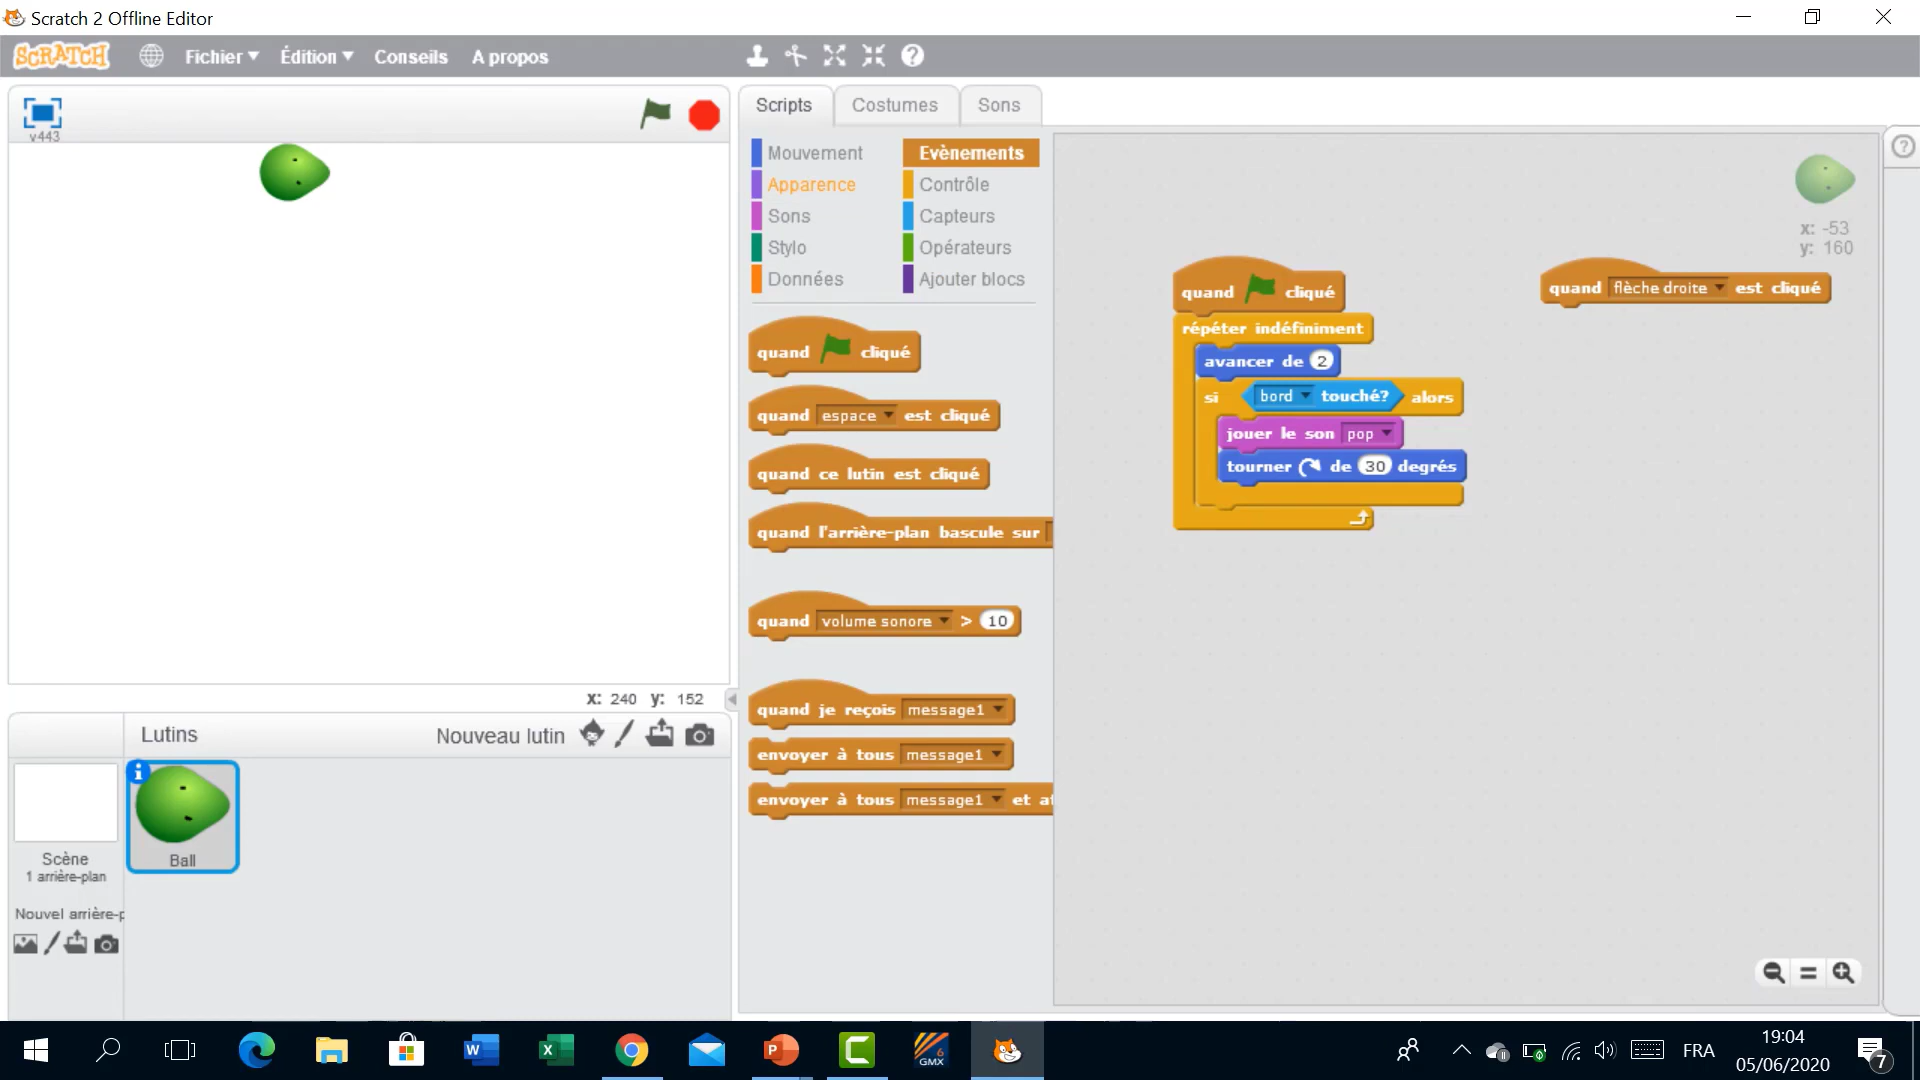 Scratch 2 Offline Editor
SCRATCH
Fichier
Édition
Conseils
A propos
v443
Scripts
Costumes
Sons
Mouvement
Evènements
Apparence
Contrôle
Sons
Capteurs
Stylo
Opérateurs
Données
Ajouter blocs
quand cliqué
quand espace est cliqué
quand ce lutin est cliqué
quand l'arrière-plan bascule sur
quand volume sonore > 10
quand je reçois message1
envoyer à tous message1
envoyer à tous message1 et at
x: -53
y: 160
quand cliqué
répéter indéfiniment
avancer de 2
si bord touché? alors
jouer le son pop
tourner de 30 degrés
quand flèche droite est cliqué
x: 240 y: 152
Lutins
Nouveau lutin
Scène
1 arrière-plan
Nouvel arrière-p
Ball
GMX
6
FRA
19:04
05/06/2020
7